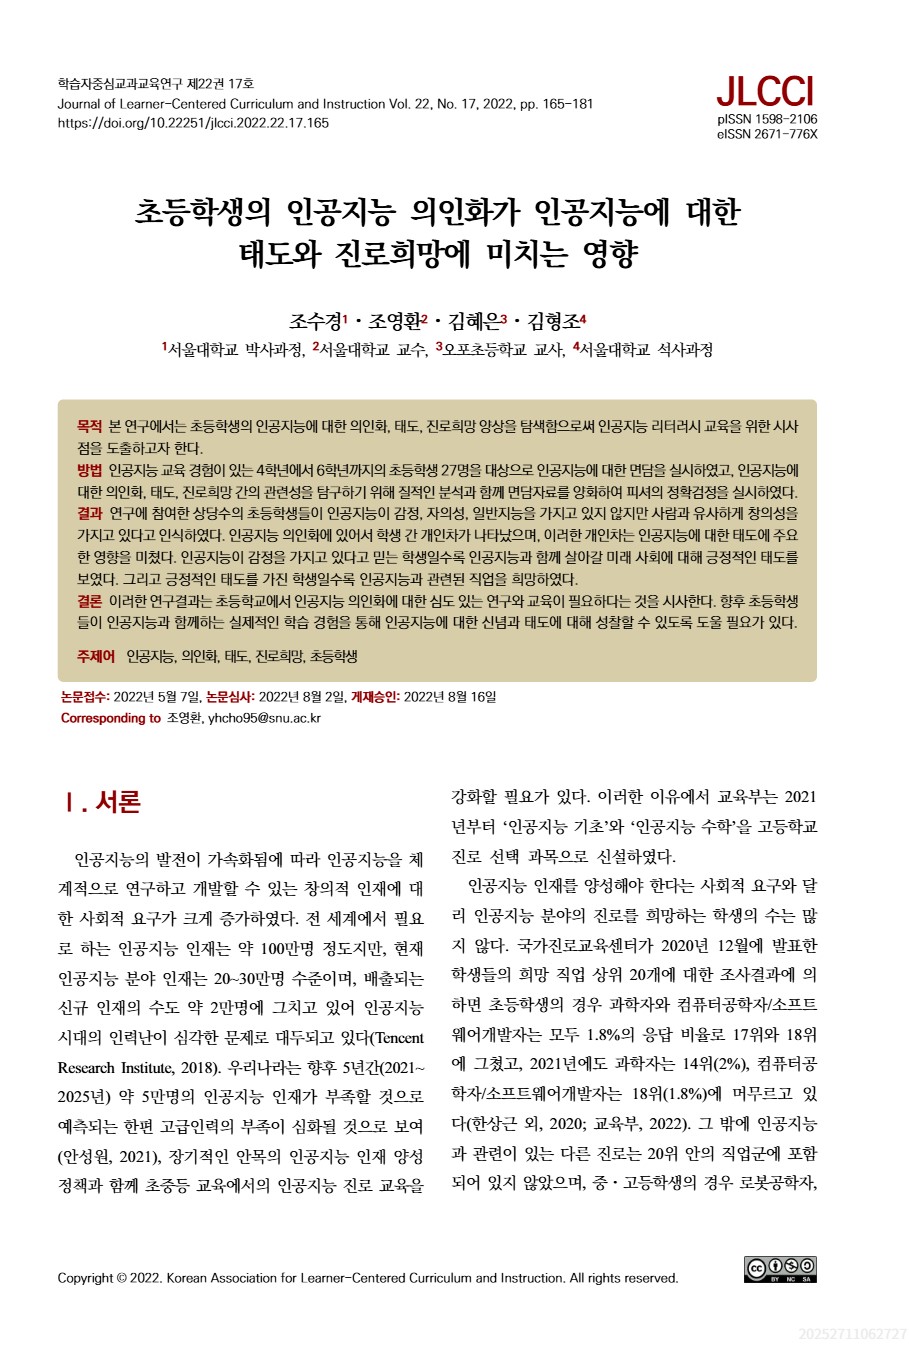 학습자중심교과교육연구 제22권 17호
Journal of Learner-Centered Curriculum and Instruction Vol. 22, No. 17, 2022, pp. 165-181
https://doi.org/10.22251/jlcci.2022.22.17.165
JLCCI
pISSN 1598-2106
eISSN 2671-776X
초등학생의 인공지능 의인화가 인공지능에 대한
태도와 진로희망에 미치는 영향
조수경1・조영환2・김혜은3・김형조4
1서울대학교 박사과정, 2서울대학교 교수, 3오포초등학교 교사, 4서울대학교 석사과정
목적 본 연구에서는 초등학생의 인공지능에 대한 의인화, 태도, 진로희망 양상을 탐색함으로써 인공지능 리터러시 교육을 위한 시사
점을 도출하고자 한다.
방법 인공지능 교육 경험이 있는 4학년에서 6학년까지의 초등학생 27명을 대상으로 인공지능에 대한 면담을 실시하였고, 인공지능에
대한 의인화, 태도, 진로희망 간의 관련성을 탐구하기 위해 질적인 분석과 함께 면담자료를 양화하여 피셔의 정확검정을 실시하였다.
결과 연구에 참여한 상당수의 초등학생들이 인공지능이 감정, 자의성, 일반지능을 가지고 있지 않지만 사람과 유사하게 창의성을
가지고 있다고 인식하였다. 인공지능 의인화에 있어서 학생 간 개인차가 나타났으며, 이러한 개인차는 인공지능에 대한 태도에 주요
한 영향을 미쳤다. 인공지능이 감정을 가지고 있다고 믿는 학생일수록 인공지능과 함께 살아갈 미래 사회에 대해 긍정적인 태도를
보였다. 그리고 긍정적인 태도를 가진 학생일수록 인공지능과 관련된 직업을 희망하였다.
결론 이러한 연구결과는 초등학교에서 인공지능 의인화에 대한 심도 있는 연구와 교육이 필요하다는 것을 시사한다. 향후 초등학생
들이 인공지능과 함께하는 실제적인 학습 경험을 통해 인공지능에 대한 신념과 태도에 대해 성찰할 수 있도록 도울 필요가 있다.
주제어 인공지능, 의인화, 태도, 진로희망, 초등학생
논문접수: 2022년 5월 7일, 논문심사: 2022년 8월 2일, 게재승인: 2022년 8월 16일
Corresponding to 조영환, yhcho95@snu.ac.kr
Ⅰ. 서론
인공지능의 발전이 가속화됨에 따라 인공지능을 체
계적으로 연구하고 개발할 수 있는 창의적 인재에 대
한 사회적 요구가 크게 증가하였다. 전 세계에서 필요
로 하는 인공지능 인재는 약 100만명 정도지만, 현재
인공지능 분야 인재는 20~30만명 수준이며, 배출되는
신규 인재의 수도 약 2만명에 그치고 있어 인공지능
시대의 인력난이 심각한 문제로 대두되고 있다(Tencent
Research Institute, 2018). 우리나라는 향후 5년간(2021~
2025년) 약 5만명의 인공지능 인재가 부족할 것으로
예측되는 한편 고급인력의 부족이 심화될 것으로 보여
(안성원, 2021), 장기적인 안목의 인공지능 인재 양성
정책과 함께 초중등 교육에서의 인공지능 진로 교육을
강화할 필요가 있다. 이러한 이유에서 교육부는 2021
년부터 ‘인공지능 기초’와 ‘인공지능 수학’을 고등학교
진로 선택 과목으로 신설하였다.
인공지능 인재를 양성해야 한다는 사회적 요구와 달
리 인공지능 분야의 진로를 희망하는 학생의 수는 많
지 않다. 국가진로교육센터가 2020년 12월에 발표한
학생들의 희망 직업 상위 20개에 대한 조사결과에 의
하면 초등학생의 경우 과학자와 컴퓨터공학자/소프트
웨어개발자는 모두 1.8%의 응답 비율로 17위와 18위
에 그쳤고, 2021년에도 과학자는 14위(2%), 컴퓨터공
학자/소프트웨어개발자는 18위(1.8%)에 머무르고 있
다(한상근 외, 2020; 교육부, 2022). 그 밖에 인공지능
과 관련이 있는 다른 진로는 20위 안의 직업군에 포함
되어 있지 않았으며, 중・고등학생의 경우 로봇공학자,
Copyright © 2022. Korean Association for Learner-Centered Curriculum and Instruction. All rights reserved.
cc BY NC SA
20252711062727